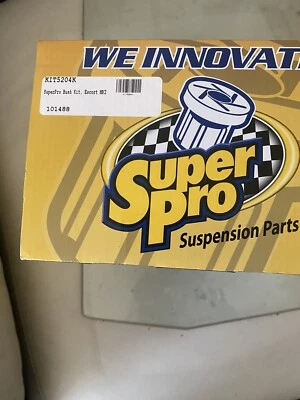 WE INNOVAT
KIT5204K
SuperPro Bush Kit, Escort MK2
101488
Super
Pro
Suspension Parts